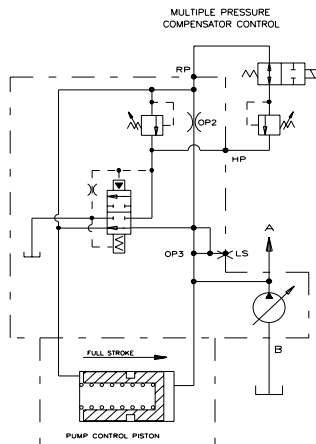 MULTIPLE PRESSURE
COMPENSATOR CONTROL
RP
OP2
HP
A
OP3
LS
B
FULL STROKE
PUMP CONTROL PISTON